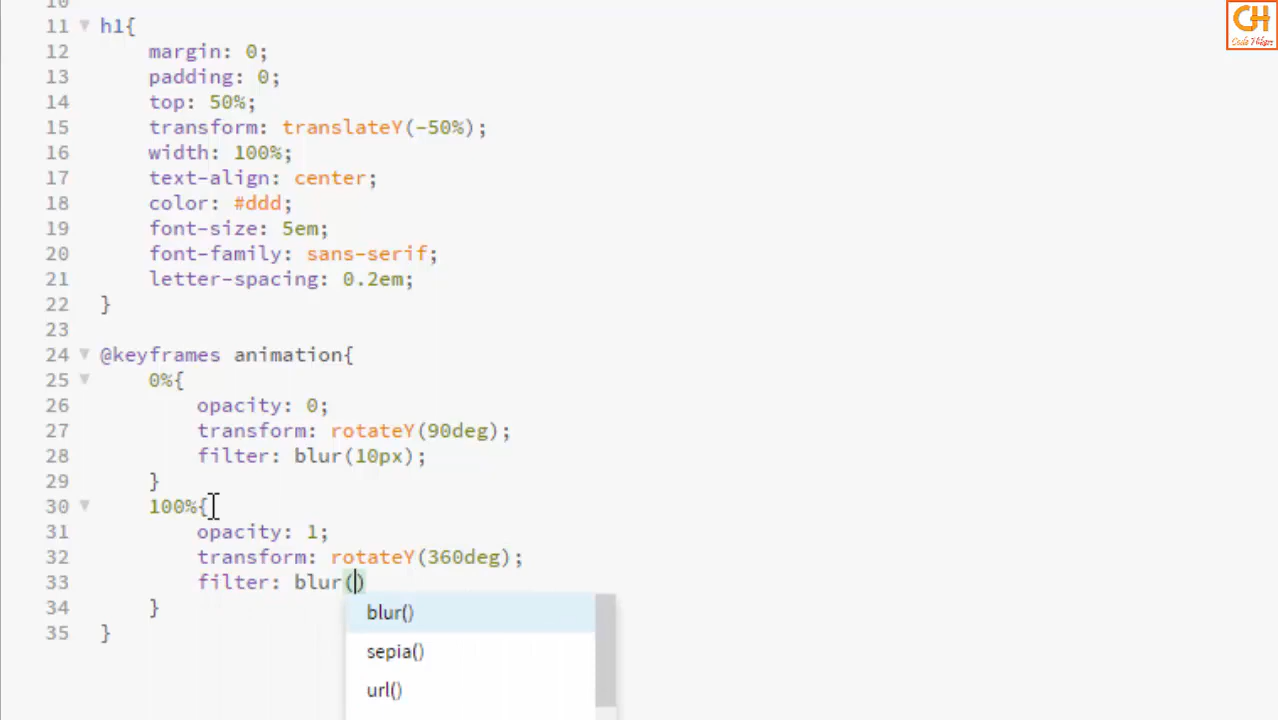 10
11 h1{
12 margin: 0;
13 padding: 0;
14 top: 50%;
15 transform: translateY(-50%);
16 width: 100%;
17 text-align: center;
18 color: #ddd;
19 font-size: 5em;
20 font-family: sans-serif;
21 letter-spacing: 0.2em;
22 }
23
24 @keyframes animation{
25 0%{
26 opacity: 0;
27 transform: rotateY(90deg);
28 filter: blur(10px);
29 }
30 100%{
31 opacity: 1;
32 transform: rotateY(360deg);
33 filter: blur()
34 }
35 }
blur()
sepia()
url()
CH